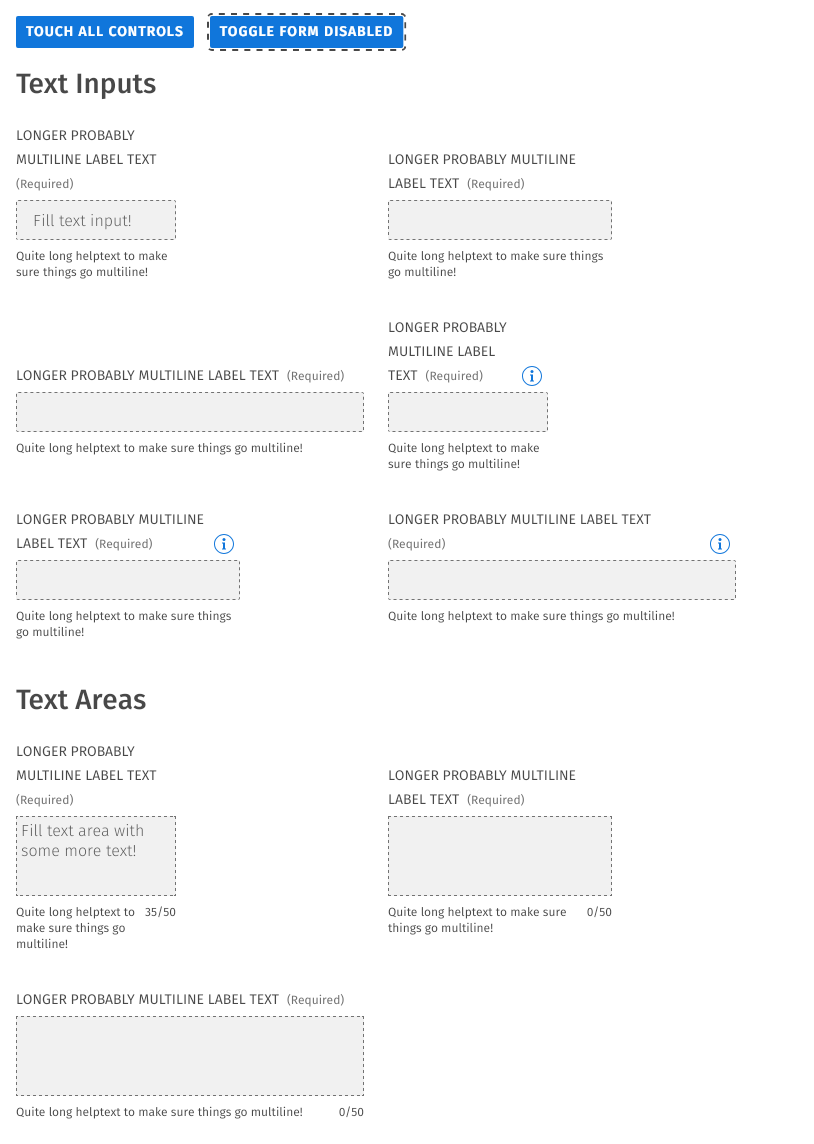 TOUCH ALL CONTROLS
TOGGLE FORM DISABLED
Text Inputs
LONGER PROBABLY
MULTILINE LABEL TEXT
(Required)
Fill text input!
Quite long helptext to make
sure things go multiline!
LONGER PROBABLY MULTILINE
LABEL TEXT (Required)
Quite long helptext to make sure things
go multiline!
LONGER PROBABLY MULTILINE LABEL TEXT (Required)
Quite long helptext to make sure things go multiline!
LONGER PROBABLY
MULTILINE LABEL
TEXT (Required)
Quite long helptext to make
sure things go multiline!
LONGER PROBABLY MULTILINE
LABEL TEXT (Required)
Quite long helptext to make sure things
go multiline!
LONGER PROBABLY MULTILINE LABEL TEXT
(Required)
Quite long helptext to make sure things go multiline!
Text Areas
LONGER PROBABLY
MULTILINE LABEL TEXT
(Required)
Fill text area with
some more text!
Quite long helptext to 35/50
make sure things go
multiline!
LONGER PROBABLY MULTILINE
LABEL TEXT (Required)
Quite long helptext to make sure 0/50
things go multiline!
LONGER PROBABLY MULTILINE LABEL TEXT (Required)
Quite long helptext to make sure things go multiline! 0/50